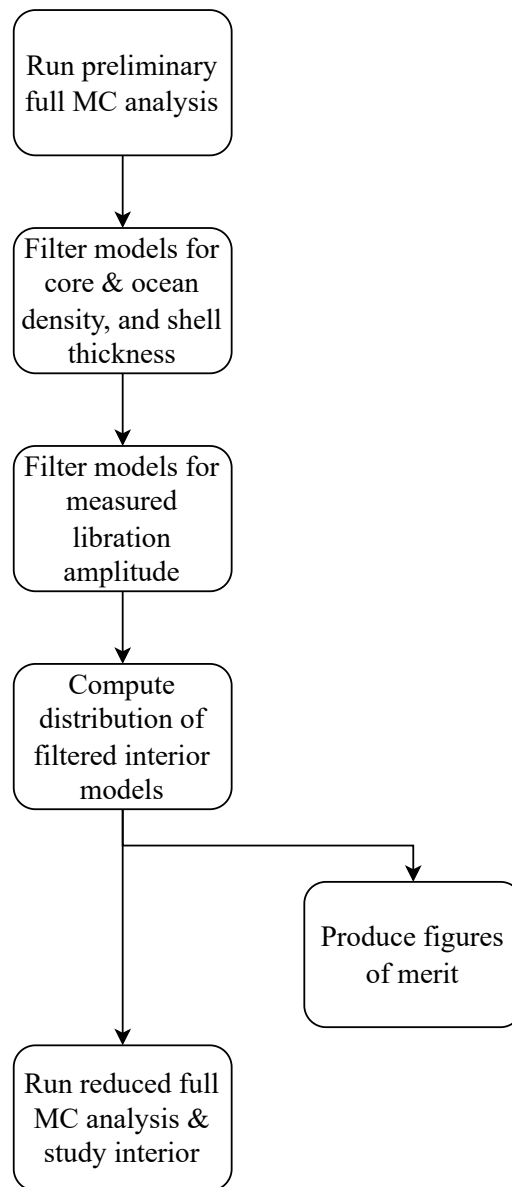 Run preliminary
full MC analysis
Filter models for
core & ocean
density, and shell
thickness
Filter models for
measured
libration
amplitude
Compute
distribution of
filtered interior
models
Produce figures
of merit
Run reduced full
MC analysis &
study interior